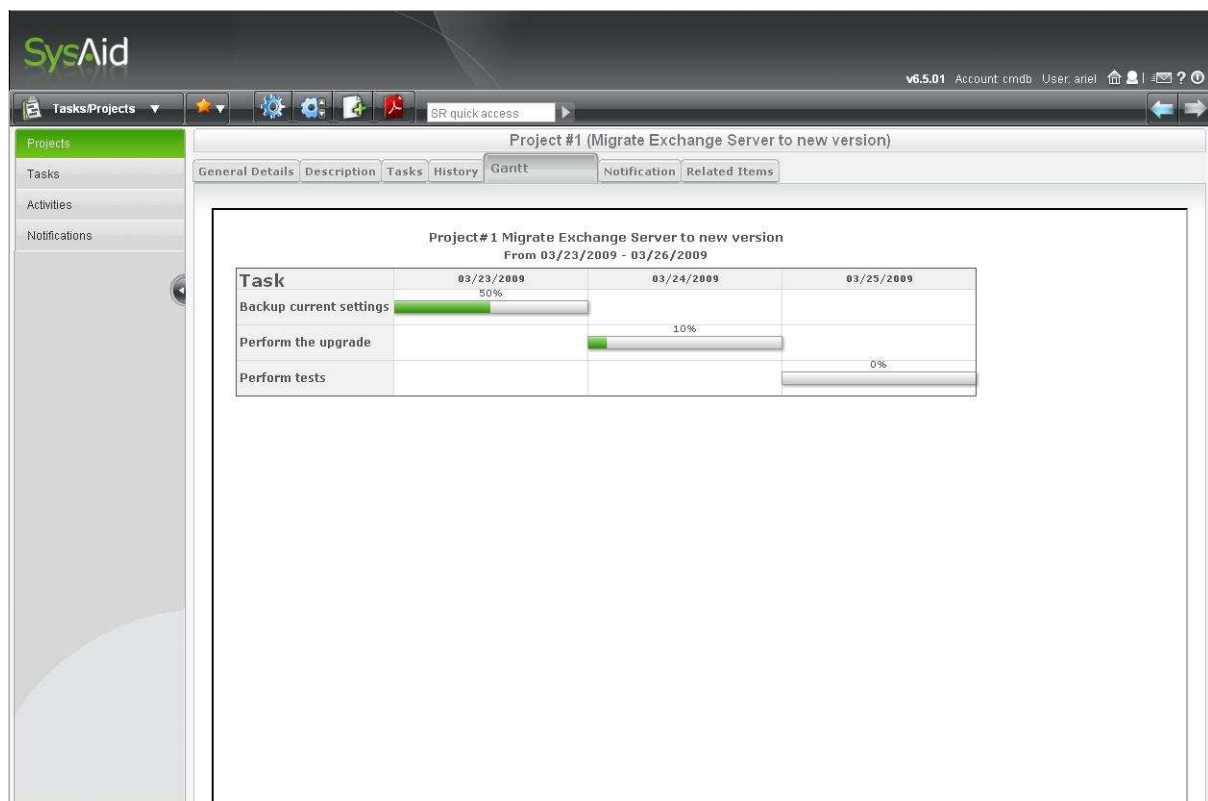 SysAid
v6.5.01 Account: cmdb User: ariel
Tasks/Projects
SR quick access
Projects
Tasks
Activities
Notifications
Project #1 (Migrate Exchange Server to new version)
General Details Description Tasks History Gantt Notification Related Items
Project#1 Migrate Exchange Server to new version
From 03/23/2009 - 03/26/2009
Task 03/23/2009 03/24/2009 03/25/2009
Backup current settings 50%
Perform the upgrade 10%
Perform tests 0%